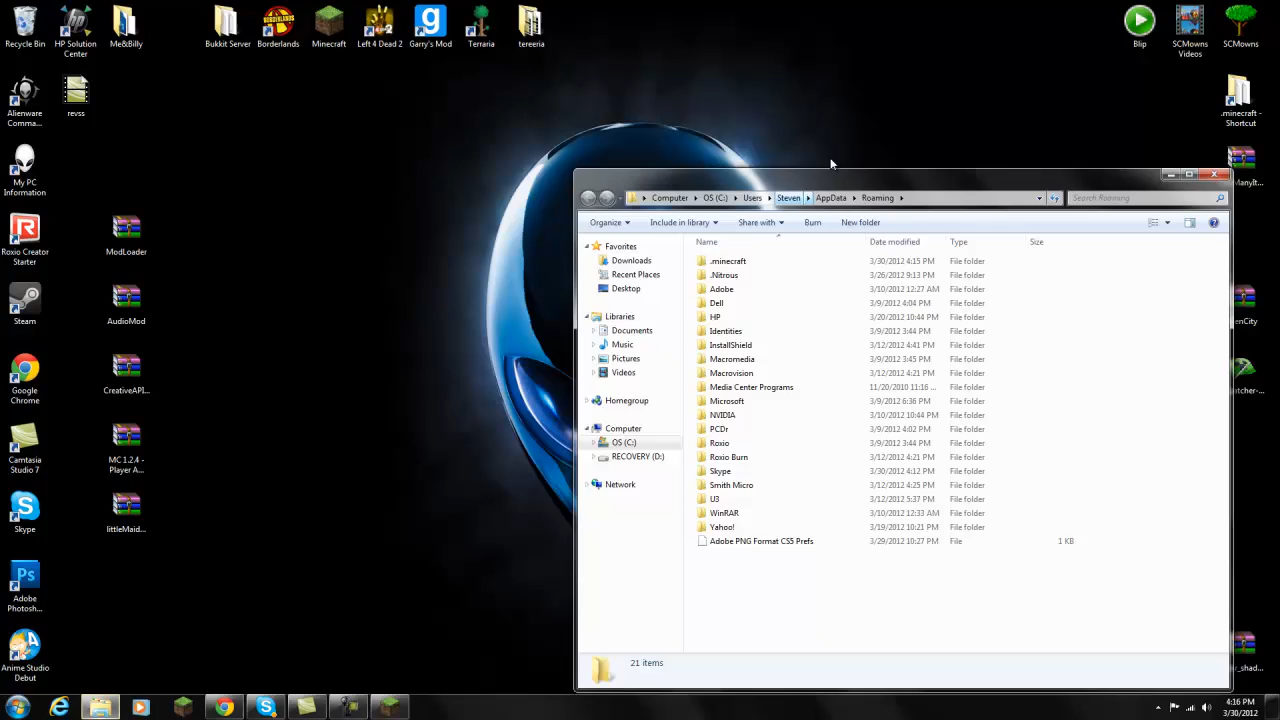 Recycle Bin
HP Solution Center
Me&Billy
Bukkit Server
Borderlands
Minecraft
Left 4 Dead 2
Garry's Mod
Terraria
tereeria
Blip
SCMowns Videos
SCMowns
Alienware Comma...
revss
.minecraft - Shortcut
My PC Information
Roxio Creator Starter
ModLoader
Steam
AudioMod
Google Chrome
CreativeAPI...
Camtasia Studio 7
MC 1.2.4 - Player A...
Skype
littleMaid...
Adobe Photosh...
Anime Studio Debut
Computer OS (C:) Users Steven AppData Roaming
Search Roaming
Organize Include in library Share with Burn New folder
Favorites
Downloads
Recent Places
Desktop
Libraries
Documents
Music
Pictures
Videos
Homegroup
Computer
OS (C:)
RECOVERY (D:)
Network
Name Date modified Type Size
.minecraft 3/30/2012 4:15 PM File folder
.Nitrous 3/26/2012 9:13 PM File folder
Adobe 3/10/2012 12:27 AM File folder
Dell 3/9/2012 4:04 PM File folder
HP 3/20/2012 10:44 PM File folder
Identities 3/9/2012 3:44 PM File folder
InstallShield 3/12/2012 4:41 PM File folder
Macromedia 3/9/2012 3:45 PM File folder
Macrovision 3/12/2012 4:21 PM File folder
Media Center Programs 11/20/2010 11:16 ... File folder
Microsoft 3/9/2012 6:36 PM File folder
NVIDIA 3/10/2012 10:44 PM File folder
PCDr 3/9/2012 4:02 PM File folder
Roxio 3/9/2012 3:44 PM File folder
Roxio Burn 3/12/2012 4:21 PM File folder
Skype 3/30/2012 4:12 PM File folder
Smith Micro 3/12/2012 4:25 PM File folder
U3 3/12/2012 5:37 PM File folder
WinRAR 3/10/2012 12:33 AM File folder
Yahoo! 3/19/2012 10:21 PM File folder
Adobe PNG Format CS5 Prefs 3/29/2012 10:27 PM File 1 KB
21 items
4:16 PM
3/30/2012